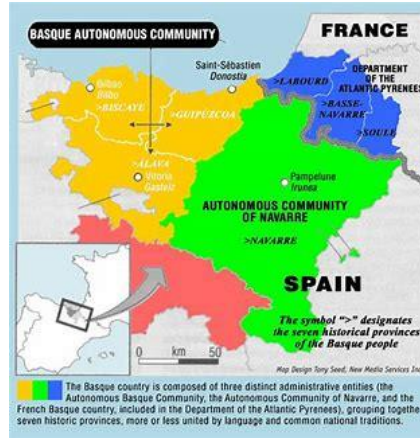 BASQUE AUTONOMOUS COMMUNITY
FRANCE
DEPARTMENT
OF THE
ATLANTIC PYRENEES
Bilbao
Bilbo
>BISCAYE
Saint-Sébastien
Donostia
>GUIPÚZCOA
>LABOURD
>BASSE-
NAVARRE
>SOULE
>ÁLAVA
Vitoria
Gasteiz
Pampelune
Irunea
AUTONOMOUS COMMUNITY
OF NAVARRE
>NAVARRE
SPAIN
The symbol ">" designates
the seven historical provinces
of the Basque people
0 km 50
Map Design Tony Seed, New Media Services Inc
The Basque country is composed of three distinct administrative entities (the
Autonomous Basque Community, the Autonomous Community of Navarre, and the
French Basque country, included in the Department of the Atlantic Pyrenees), grouping togethe
seven historic provinces, more or less united by language and common national traditions.